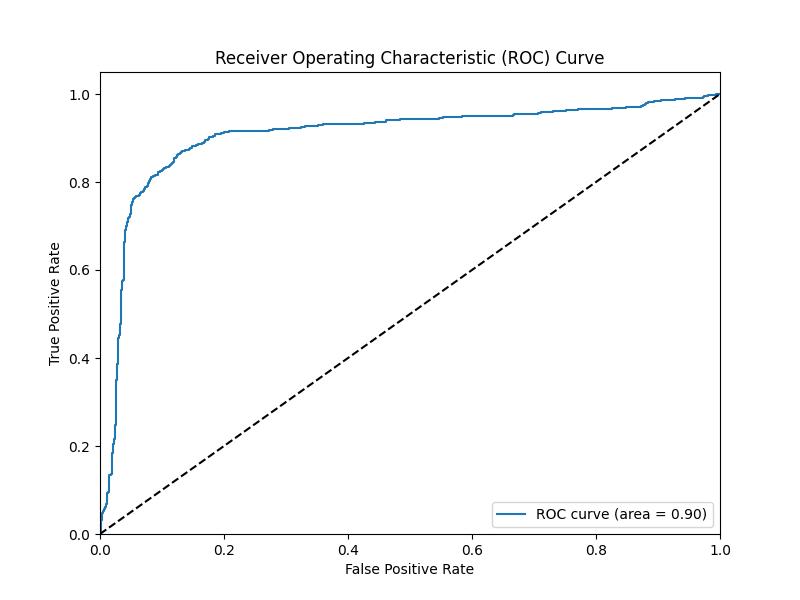 Receiver Operating Characteristic (ROC) Curve
True Positive Rate
1.0
0.8
0.6
0.4
0.2
0.0
ROC curve (area = 0.90)
0.0 0.2 0.4 0.6 0.8 1.0
False Positive Rate